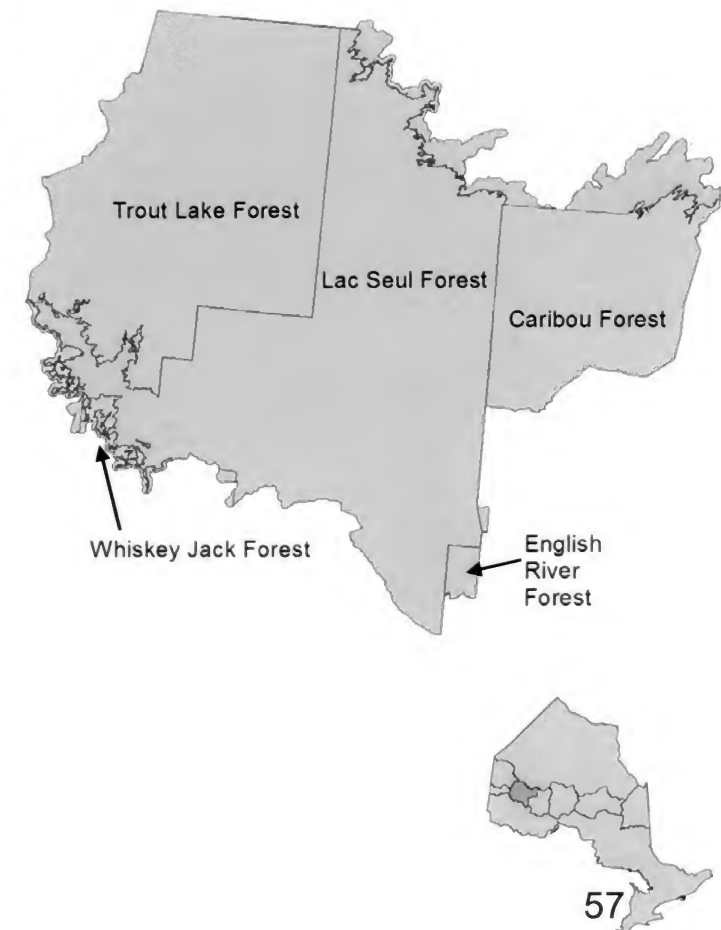 Trout Lake Forest
Lac Seul Forest
Caribou Forest
Whiskey Jack Forest
English
River
Forest
57